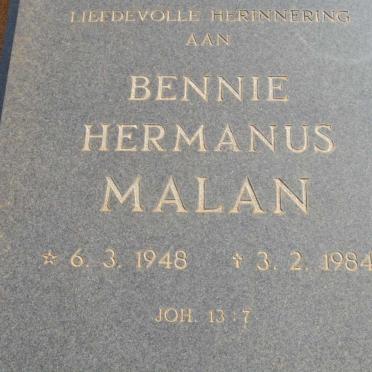 LIEFDEVOLLE HERINNERING
AAN
BENNIE
HERMANUS
MALAN
☆ 6. 3. 1948 ✝ 3. 2. 1984
JOH. 13:7